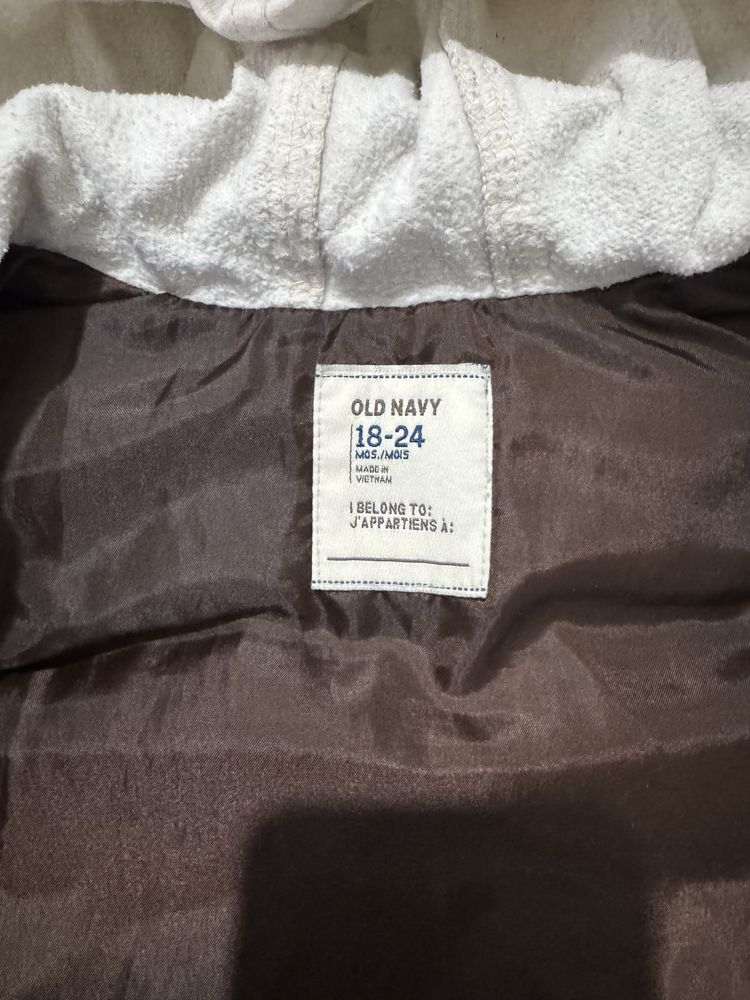 OLD NAVY
18-24
MOS./MOIS
MADE IN
VIETNAM
I BELONG TO:
J'APPARTIENS À: